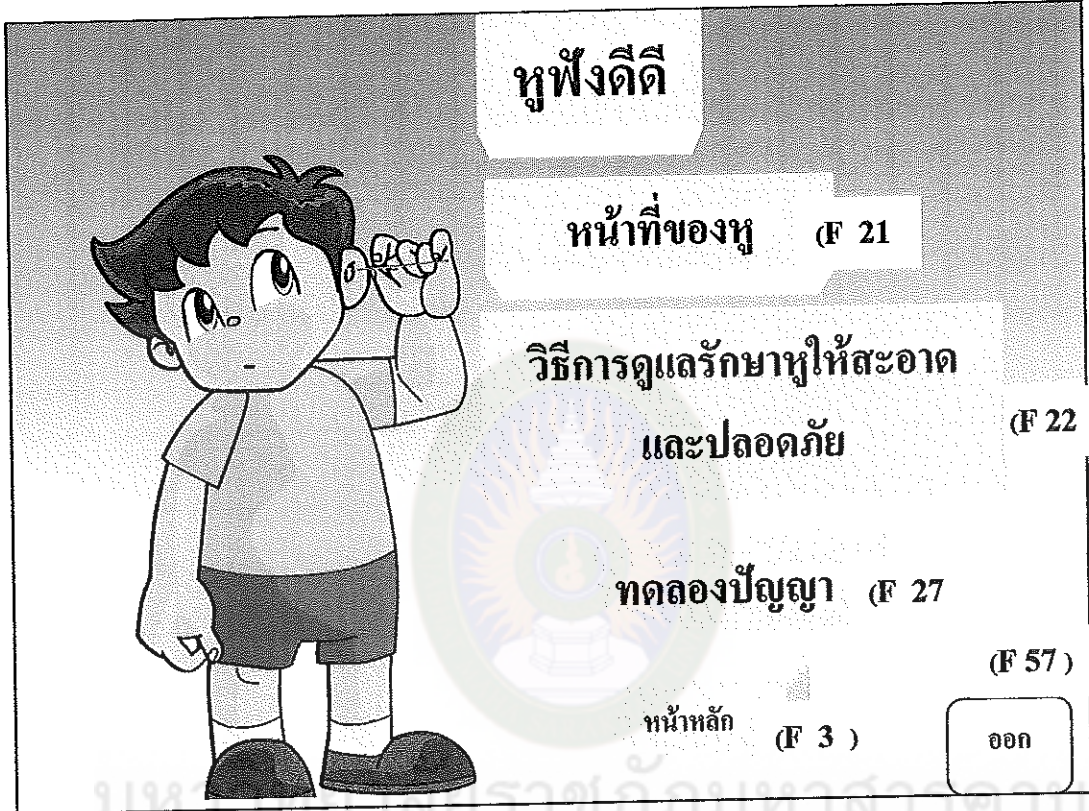 หูฟังดีดี
หน้าที่ของหู (F 21
วิธีการดูแลรักษาหูให้สะอาด
และปลอดภัย (F 22
ทดลองปัญญา (F 27
(F 57 )
หน้าหลัก (F 3 )
ออก